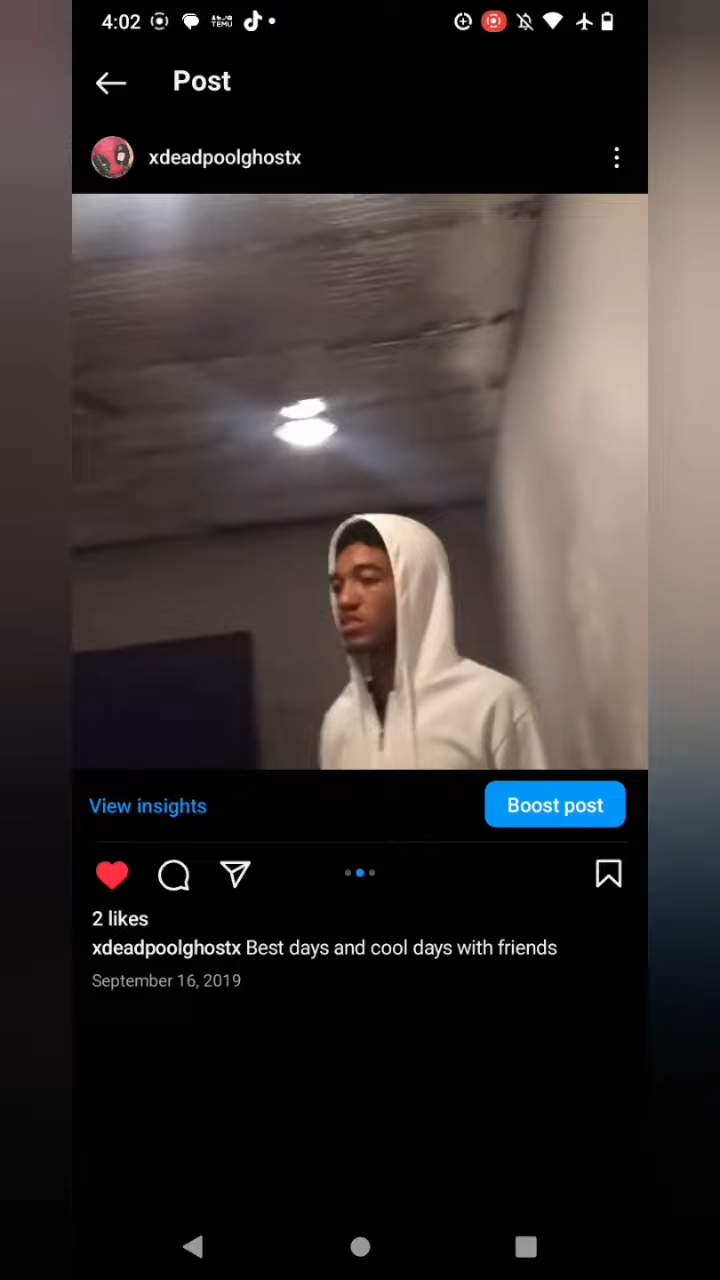 4:02
TEMU
Post
xdeadpoolghostx
View insights
Boost post
2 likes
xdeadpoolghostx Best days and cool days with friends
September 16, 2019